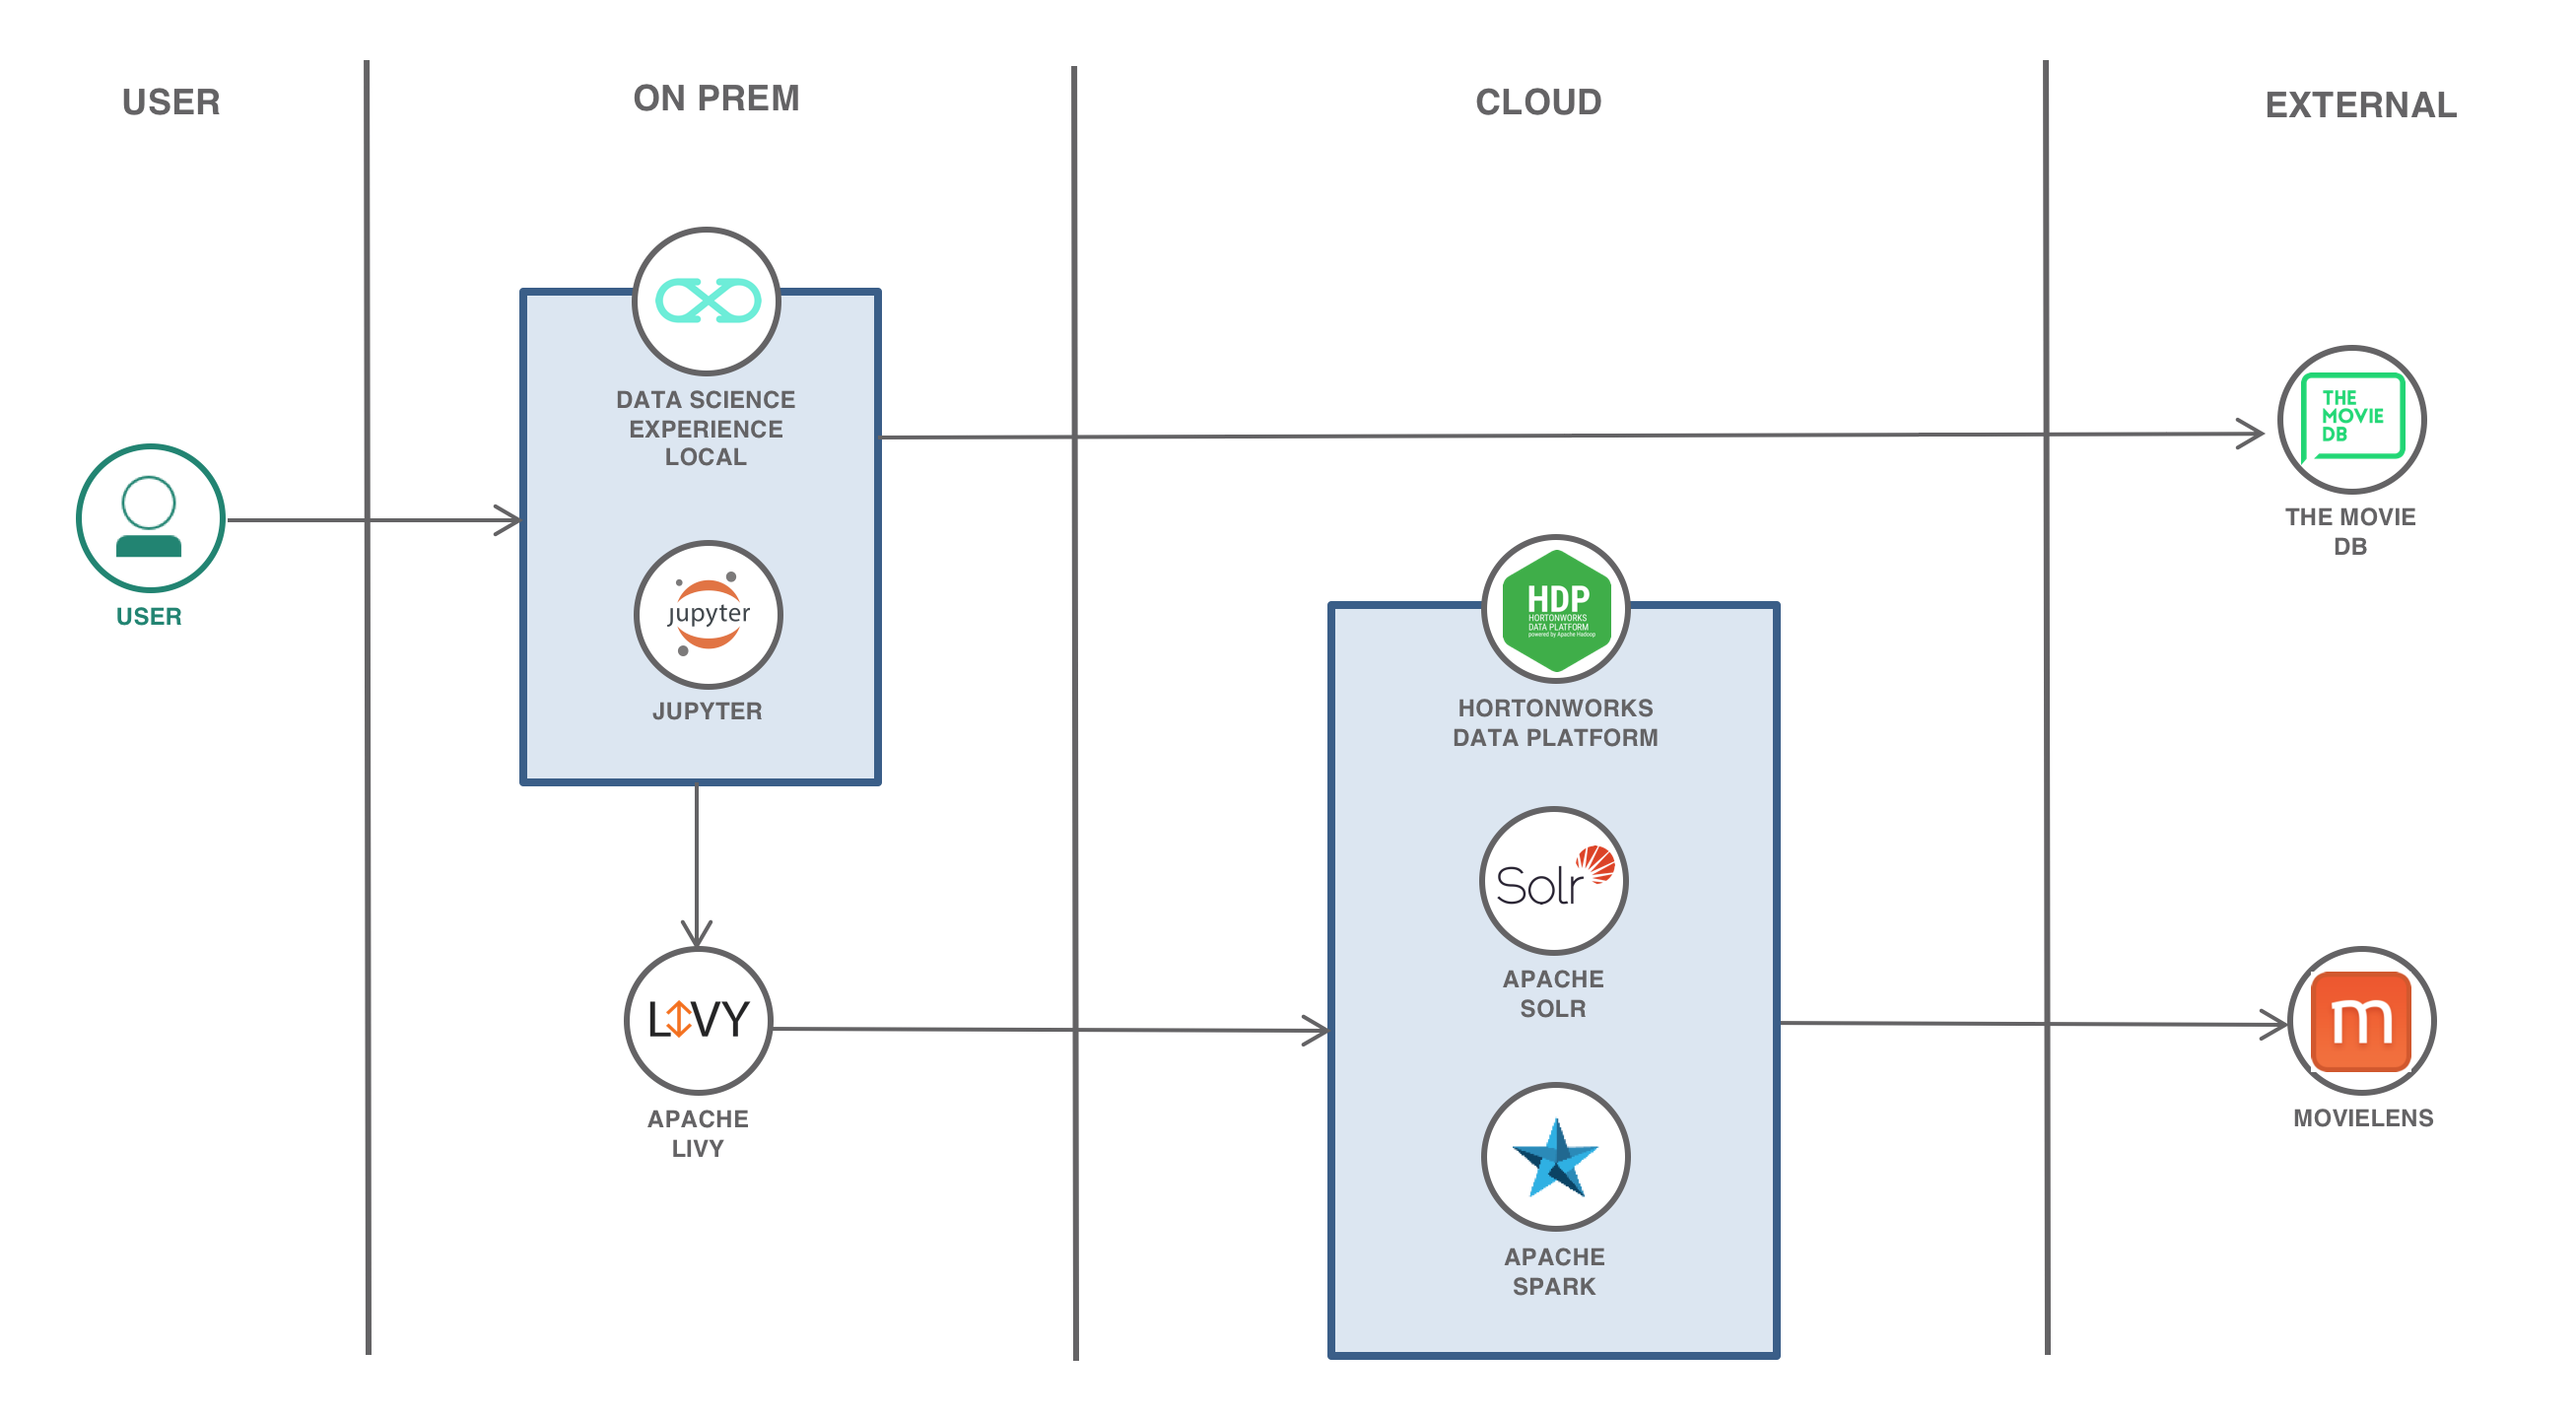 USER
ON PREM
CLOUD
EXTERNAL
DATA SCIENCE
EXPERIENCE
LOCAL
THE
MOVIE
DB
THE MOVIE
DB
USER
jupyter
JUPYTER
HDP
HORTONWORKS
DATA PLATFORM
powered by Apache Hadoop
HORTONWORKS
DATA PLATFORM
Solr
APACHE
SOLR
LIVY
APACHE
LIVY
m
MOVIELENS
APACHE
SPARK